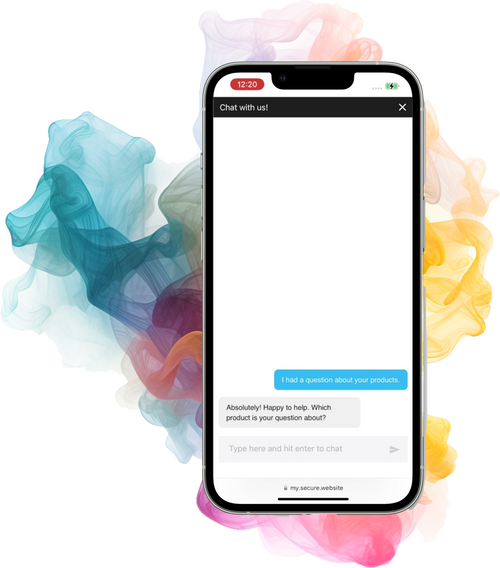 12:20
Chat with us!
I had a question about your products.
Absolutely! Happy to help. Which
product is your question about?
Type here and hit enter to chat
my.secure.website